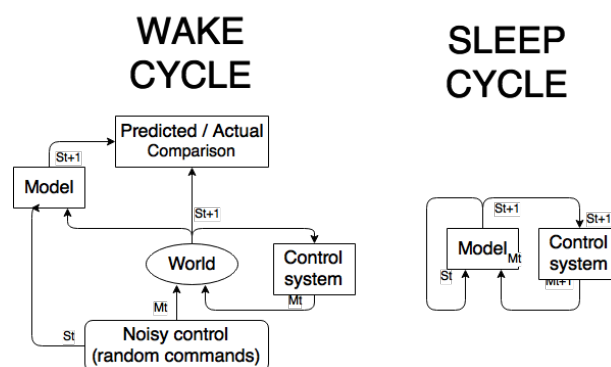 WAKE
CYCLE
SLEEP
CYCLE
Predicted / Actual
Comparison
St+1
Model
St+1
World
Control
system
Mt
Mt
St
Noisy control
(random commands)
St+1
St+1
Model
Mt
Control
system
St
Mt+1